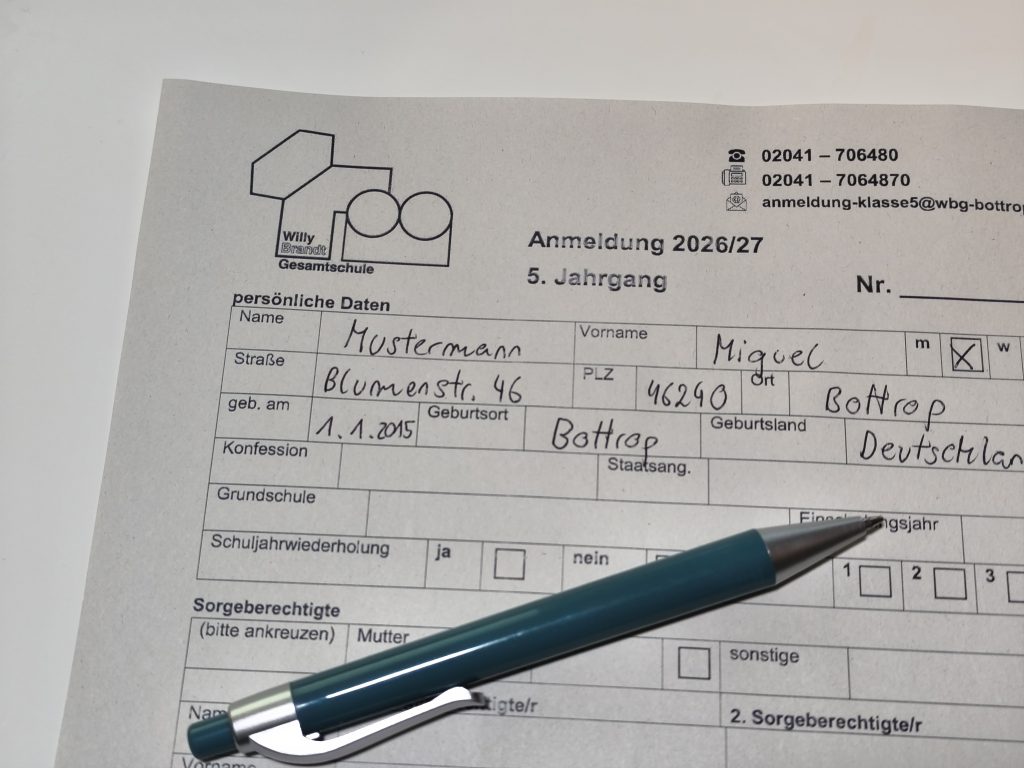 02041 – 706480
02041 – 7064870
anmeldung-klasse5@wbg-bottrop
Willy
Brandt
Gesamtschule
Anmeldung 2026/27
5. Jahrgang
Nr.
persönliche Daten
Name Mustermann Vorname Miguel m w
Straße Blumenstr. 46 PLZ 46240 Ort Bottrop
geb. am 1.1.2015 Geburtsort Bottrop Geburtsland Deutschlan
Konfession Staatsang.
Grundschule
Schuljahrwiederholung ja nein 1 2 3
Sorgeberechtigte
(bitte ankreuzen) Mutter sonstige
2. Sorgeberechtigte/r
Vorname